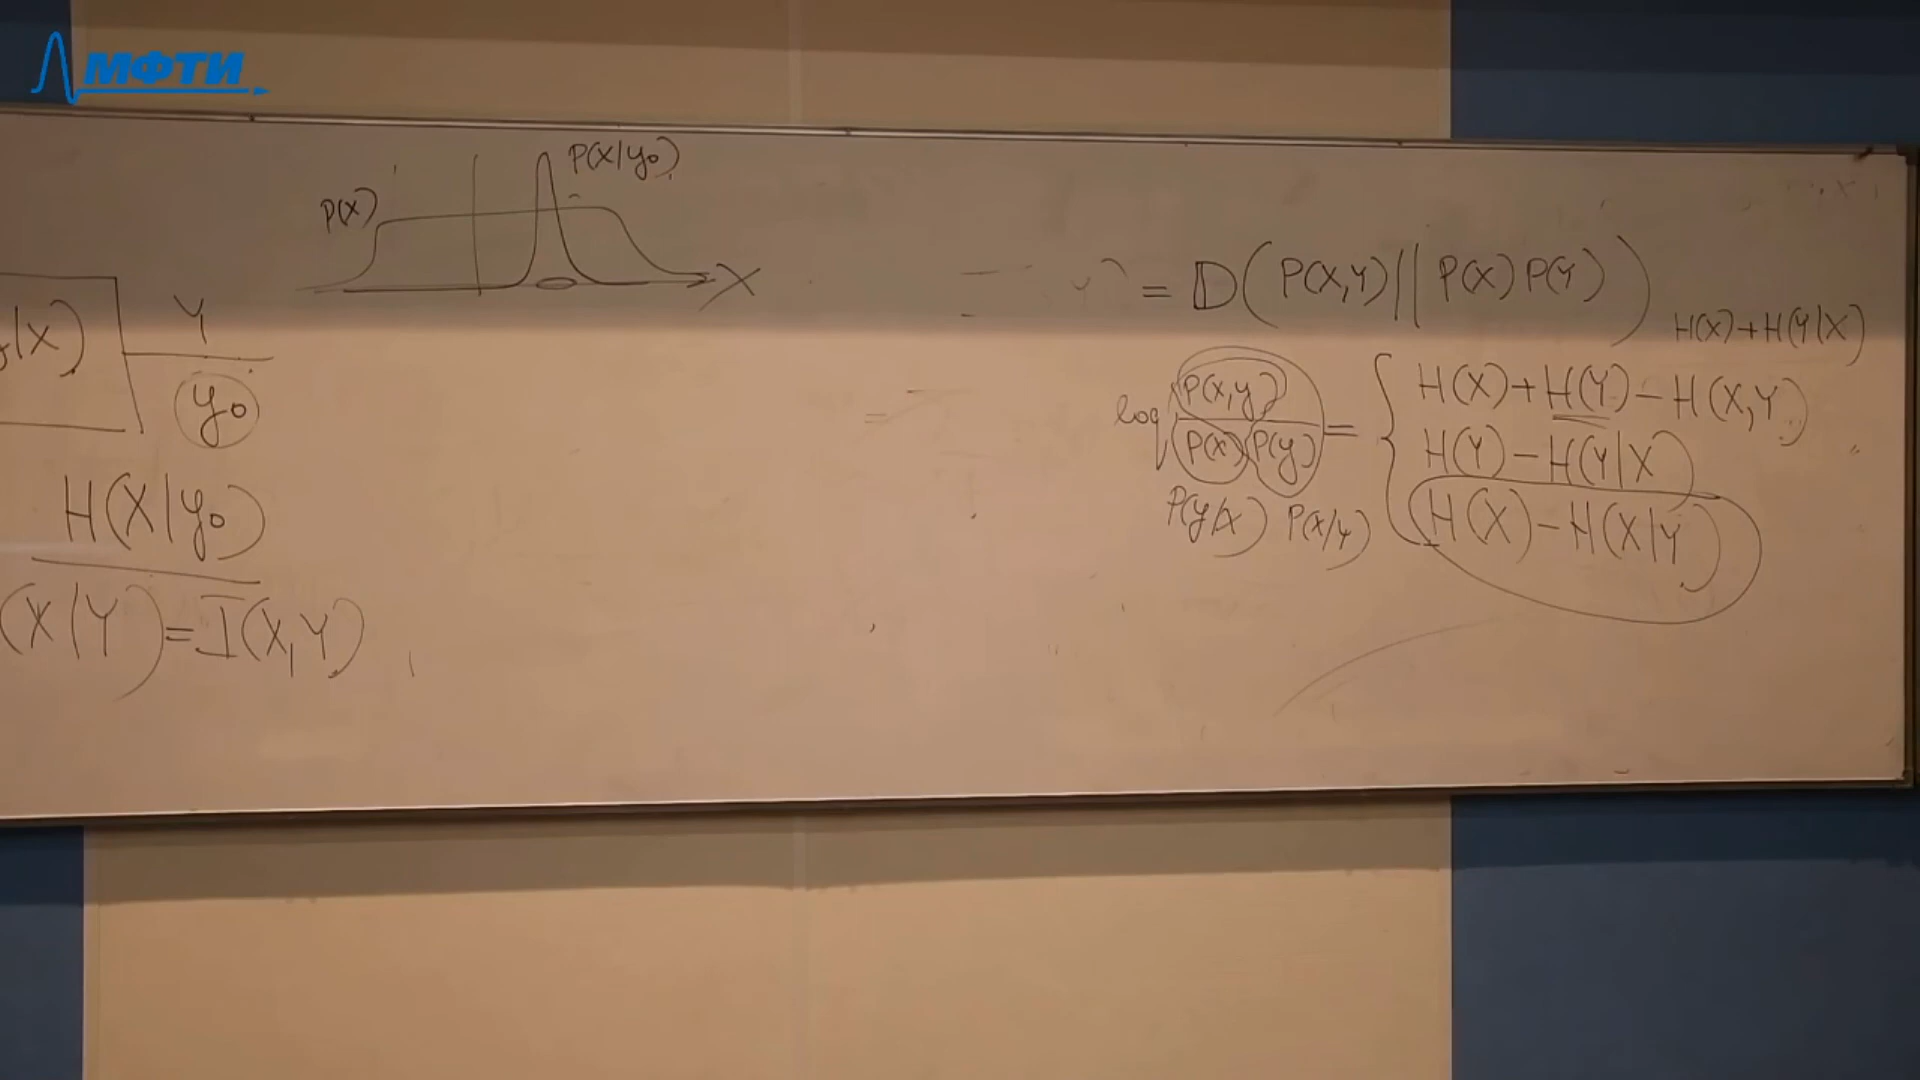 МФТИ
P(X|y₀)
P(X)
X
|X)
Y
y₀
H(X|y₀)
(X|Y) = I(X,Y)
= D(P(X,Y)||P(X)P(Y))
H(X)+H(Y|X)
log P(x,y) / P(x) P(y) = { H(X)+H(Y)-H(X,Y)
H(Y)-H(Y|X)
H(X)-H(X|Y)
P(y|x) P(x|y)